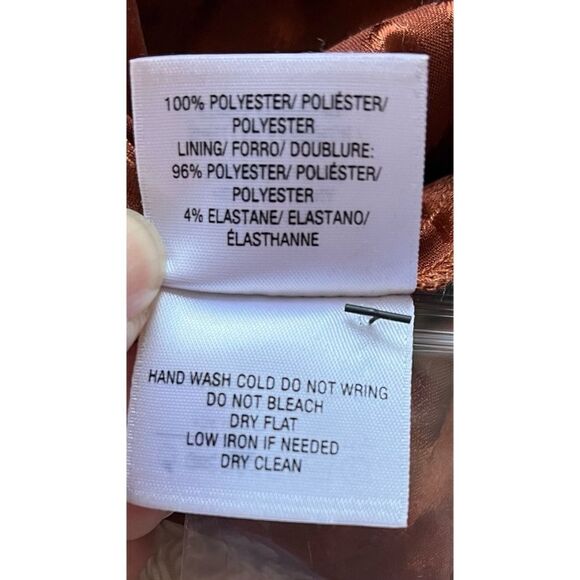 100% POLYESTER/ POLIÉSTER/
POLYESTER
LINING/ FORRO/ DOUBLURE:
96% POLYESTER/ POLIÉSTER/
POLYESTER
4% ELASTANE/ ELASTANO/
ÉLASTHANNE
HAND WASH COLD DO NOT WRING
DO NOT BLEACH
DRY FLAT
LOW IRON IF NEEDED
DRY CLEAN